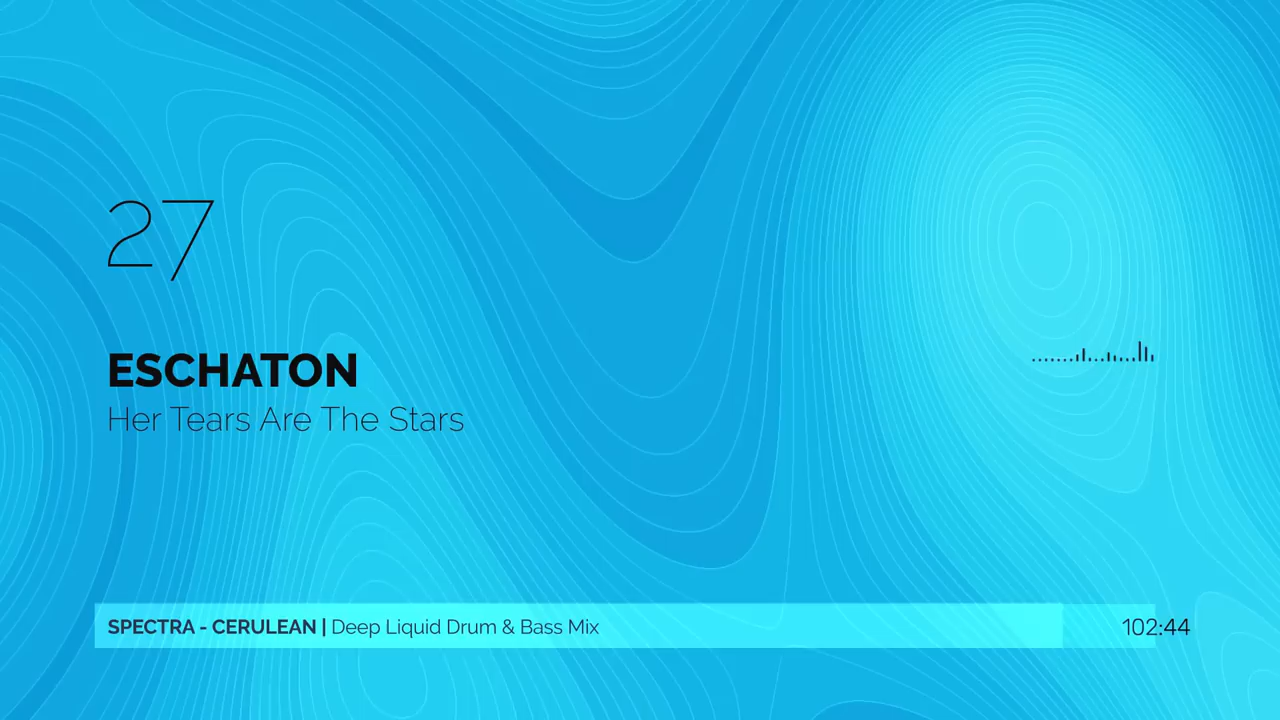 27
ESCHATON
Her Tears Are The Stars
SPECTRA - CERULEAN | Deep Liquid Drum & Bass Mix
102:44